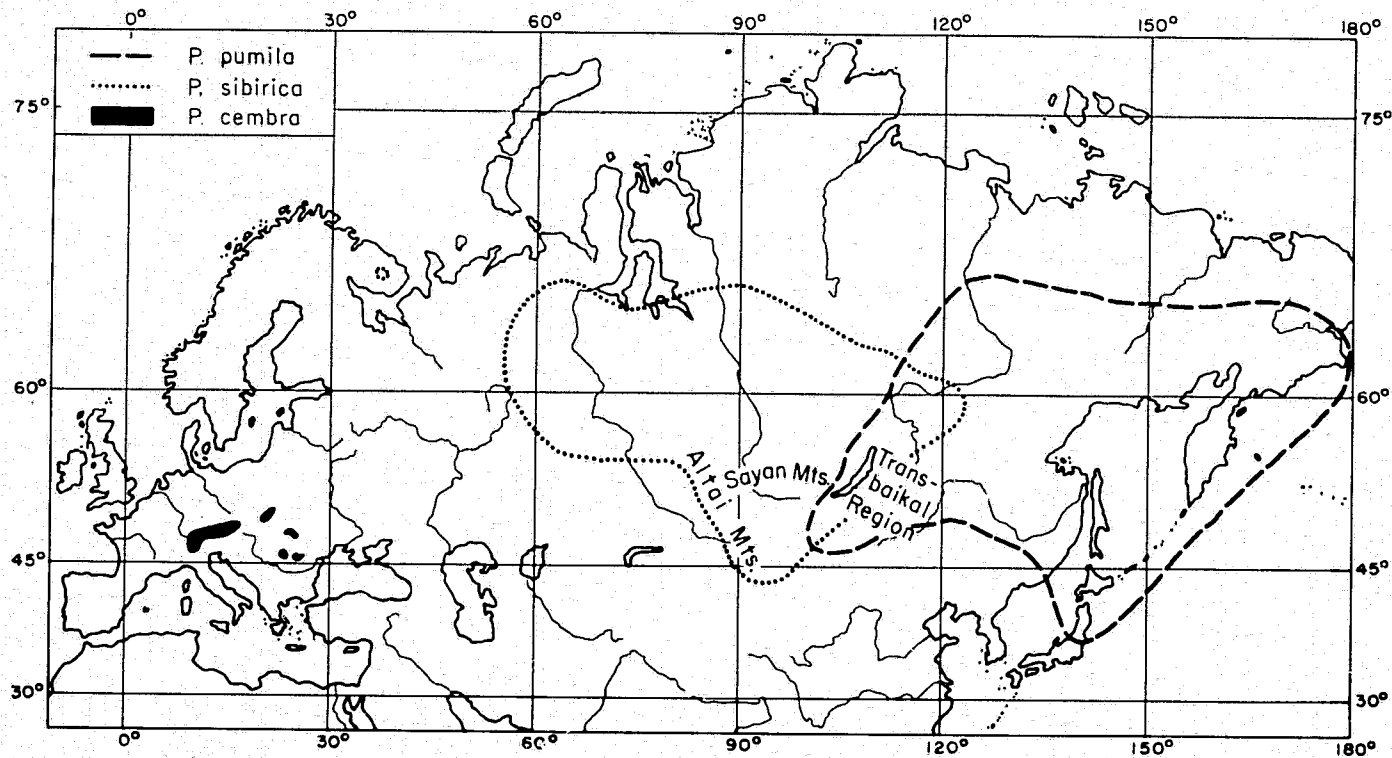 0° 30° 60° 90° 120° 150° 180°
P. pumila
P. sibirica
P. cembra
75° 75°
60° 60°
Altai Mts.
Sayan Mts.
Trans-
baikal
Region
45° 45°
30° 30°
0° 30° 60° 90° 120° 150° 180°